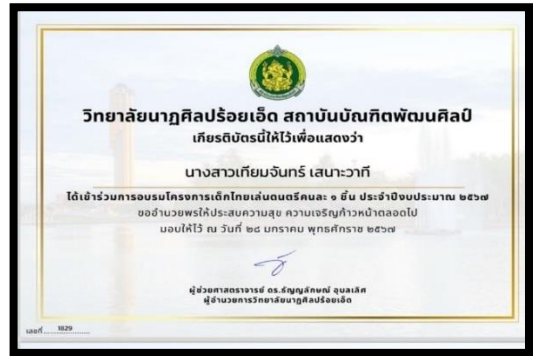 วิทยาลัยนาฏศิลปร้อยเอ็ด สถาบันบัณฑิตพัฒนศิลป์
เกียรติบัตรนี้ให้ไว้เพื่อแสดงว่า
นางสาวเทียมจันทร์ เสนาะวาที
ได้เข้าร่วมการอบรมโครงการเด็กไทยเล่นดนตรีคนละ ๑ ชิ้น ประจำปีงบประมาณ ๒๕๖๗
ขออำนวยพรให้ประสบความสุข ความเจริญก้าวหน้าตลอดไป
มอบให้ไว้ ณ วันที่ ๒๘ มกราคม พุทธศักราช ๒๕๖๗
ผู้ช่วยศาสตราจารย์ ดร.ธัญญลักษณ์ อุบลเลิศ
ผู้อำนวยการวิทยาลัยนาฏศิลปร้อยเอ็ด
เลขที่ 1829